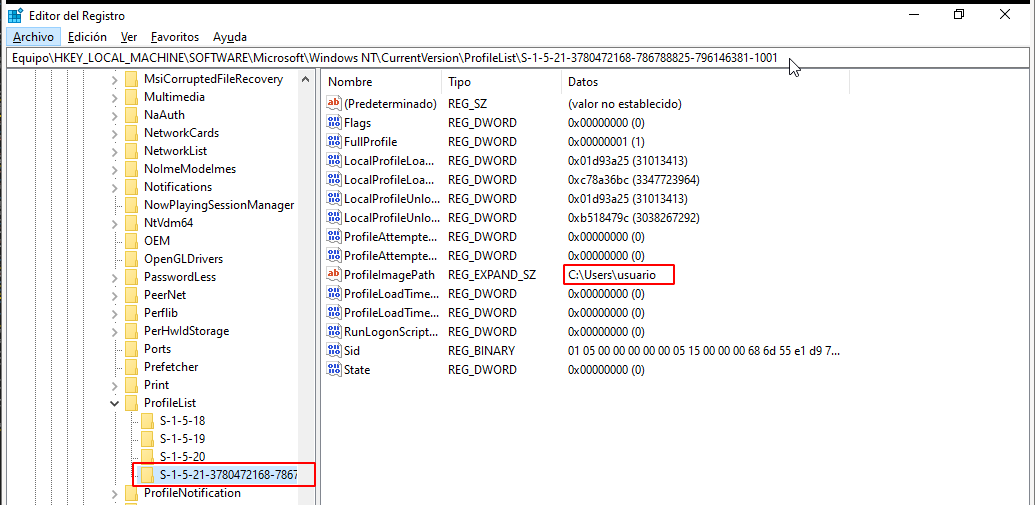 Editor del Registro
Archivo Edición Ver Favoritos Ayuda
Equipo\HKEY_LOCAL_MACHINE\SOFTWARE\Microsoft\Windows NT\CurrentVersion\ProfileList\S-1-5-21-3780472168-786788825-796146381-1001
MsiCorruptedFileRecovery
Multimedia
NaAuth
NetworkCards
NetworkList
NoImeModeImes
Notifications
NowPlayingSessionManager
NtVdm64
OEM
OpenGLDrivers
PasswordLess
PeerNet
Perflib
PerHwIdStorage
Ports
Prefetcher
Print
ProfileList
S-1-5-18
S-1-5-19
S-1-5-20
S-1-5-21-3780472168-7867
ProfileNotification
Nombre Tipo Datos
(Predeterminado) REG_SZ (valor no establecido)
Flags REG_DWORD 0x00000000 (0)
FullProfile REG_DWORD 0x00000001 (1)
LocalProfileLoa... REG_DWORD 0x01d93a25 (31013413)
LocalProfileLoa... REG_DWORD 0xc78a36bc (3347723964)
LocalProfileUnlo... REG_DWORD 0x01d93a25 (31013413)
LocalProfileUnlo... REG_DWORD 0xb518479c (3038267292)
ProfileAttempte... REG_DWORD 0x00000000 (0)
ProfileAttempte... REG_DWORD 0x00000000 (0)
ProfileImagePath REG_EXPAND_SZ C:\Users\usuario
ProfileLoadTime... REG_DWORD 0x00000000 (0)
ProfileLoadTime... REG_DWORD 0x00000000 (0)
RunLogonScript... REG_DWORD 0x00000000 (0)
Sid REG_BINARY 01 05 00 00 00 00 00 05 15 00 00 00 68 6d 55 e1 d9 7...
State REG_DWORD 0x00000000 (0)